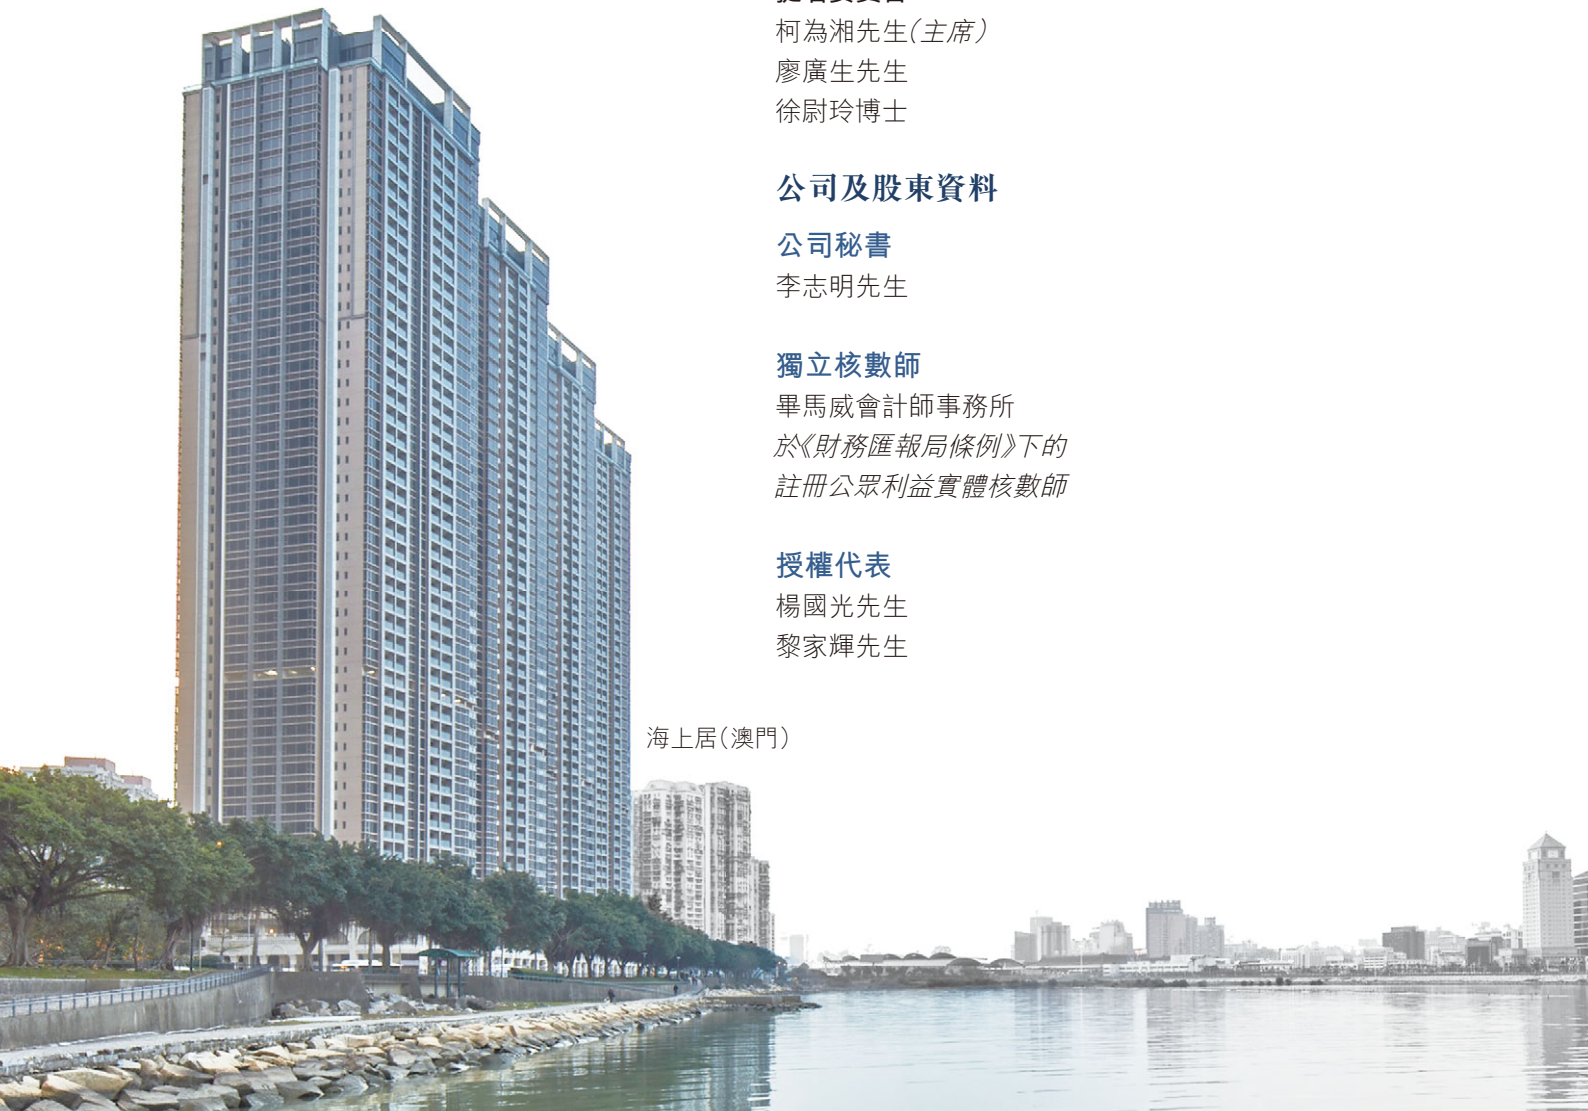 柯為湘先生（主席）
廖廣生先生
徐尉玲博士
公司及股東資料
公司秘書
李志明先生
獨立核數師
畢馬威會計師事務所
於《財務匯報局條例》下的
註冊公眾利益實體核數師
授權代表
楊國光先生
黎家輝先生
海上居（澳門）